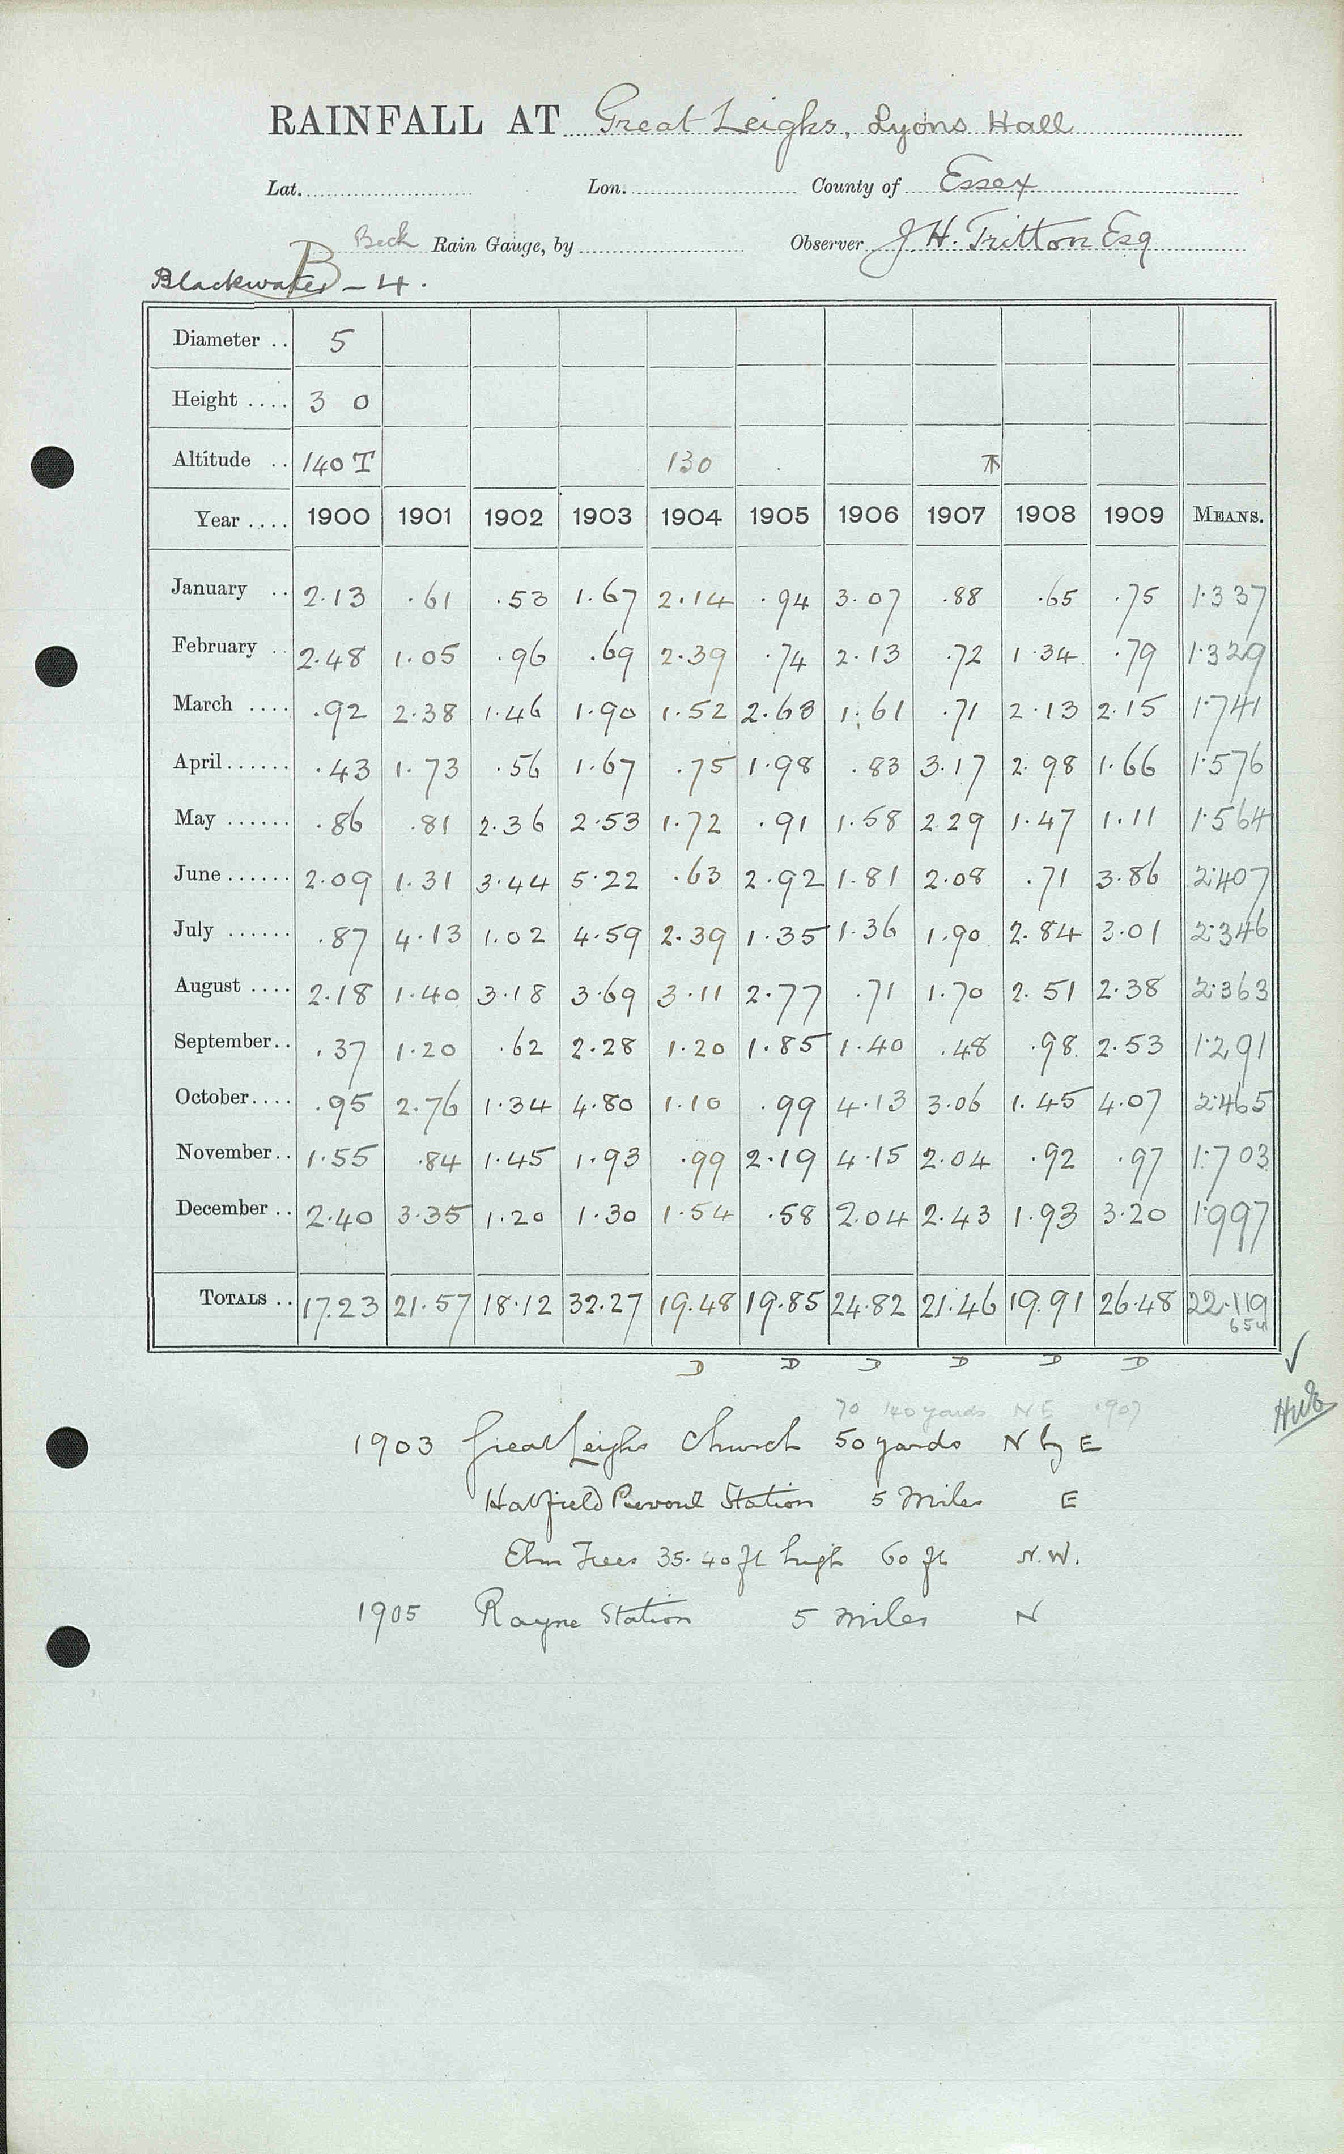 RAINFALL AT Great Leighs, Lyons Hall
Lat. Lon. County of Essex
Beck Rain Gauge, by Observer J H. Tritton Esq
B
Blackwater – 4.
Diameter .. 5
Height .... 3 0
Altitude .. 140 T 130
Year .... 1900 1901 1902 1903 1904 1905 1906 1907 1908 1909 MEANS.
January .. 2.13 .61 .53 1.67 2.14 .94 3.07 .88 .65 .75 1.337
February .. 2.48 1.05 .96 .69 2.39 .74 2.13 .72 1.34 .79 1.329
March .... .92 2.38 1.46 1.90 1.52 2.63 1.61 .71 2.13 2.15 1.741
April...... .43 1.73 .56 1.67 .75 1.98 .83 3.17 2.98 1.66 1.576
May ...... .86 .81 2.36 2.53 1.72 .91 1.58 2.29 1.47 1.11 1.564
June...... 2.09 1.31 3.44 5.22 .63 2.92 1.81 2.08 .71 3.86 2.407
July ...... .87 4.13 1.02 4.59 2.39 1.35 1.36 1.90 2.84 3.01 2.346
August .... 2.18 1.40 3.18 3.69 3.11 2.77 .71 1.70 2.51 2.38 2.363
September.. .37 1.20 .62 2.28 1.20 1.85 1.40 .48 .98 2.53 1.291
October.... .95 2.76 1.34 4.80 1.10 .99 4.13 3.06 1.45 4.07 2.465
November.. 1.55 .84 1.45 1.93 .99 2.19 4.15 2.04 .92 .97 1.703
December .. 2.40 3.35 1.20 1.30 1.54 .58 2.04 2.43 1.93 3.20 1.997
TOTALS .. 17.23 21.57 18.12 32.27 19.48 19.85 24.82 21.46 19.91 26.48 22.119
654
D D D D D D
70 140 yards N E 1907
1903 Great Leighs Church 50 yards N by E
Hatfield Peverel Station 5 Miles E
Elm Trees 35.40 ft high 60 ft N.W.
1905 Rayne Station 5 miles N